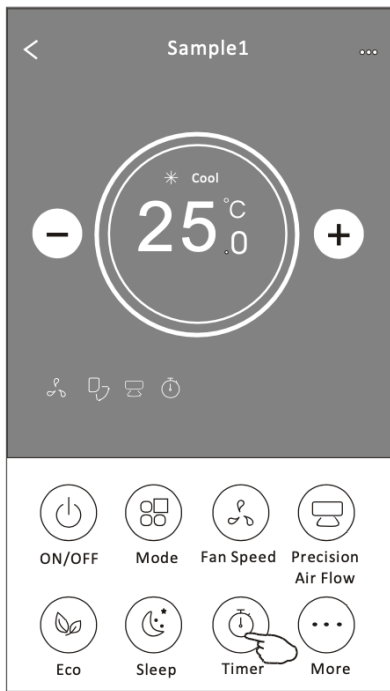 Sample1
Cool
25.0°C
ON/OFF Mode Fan Speed Precision Air Flow
Eco Sleep Timer More